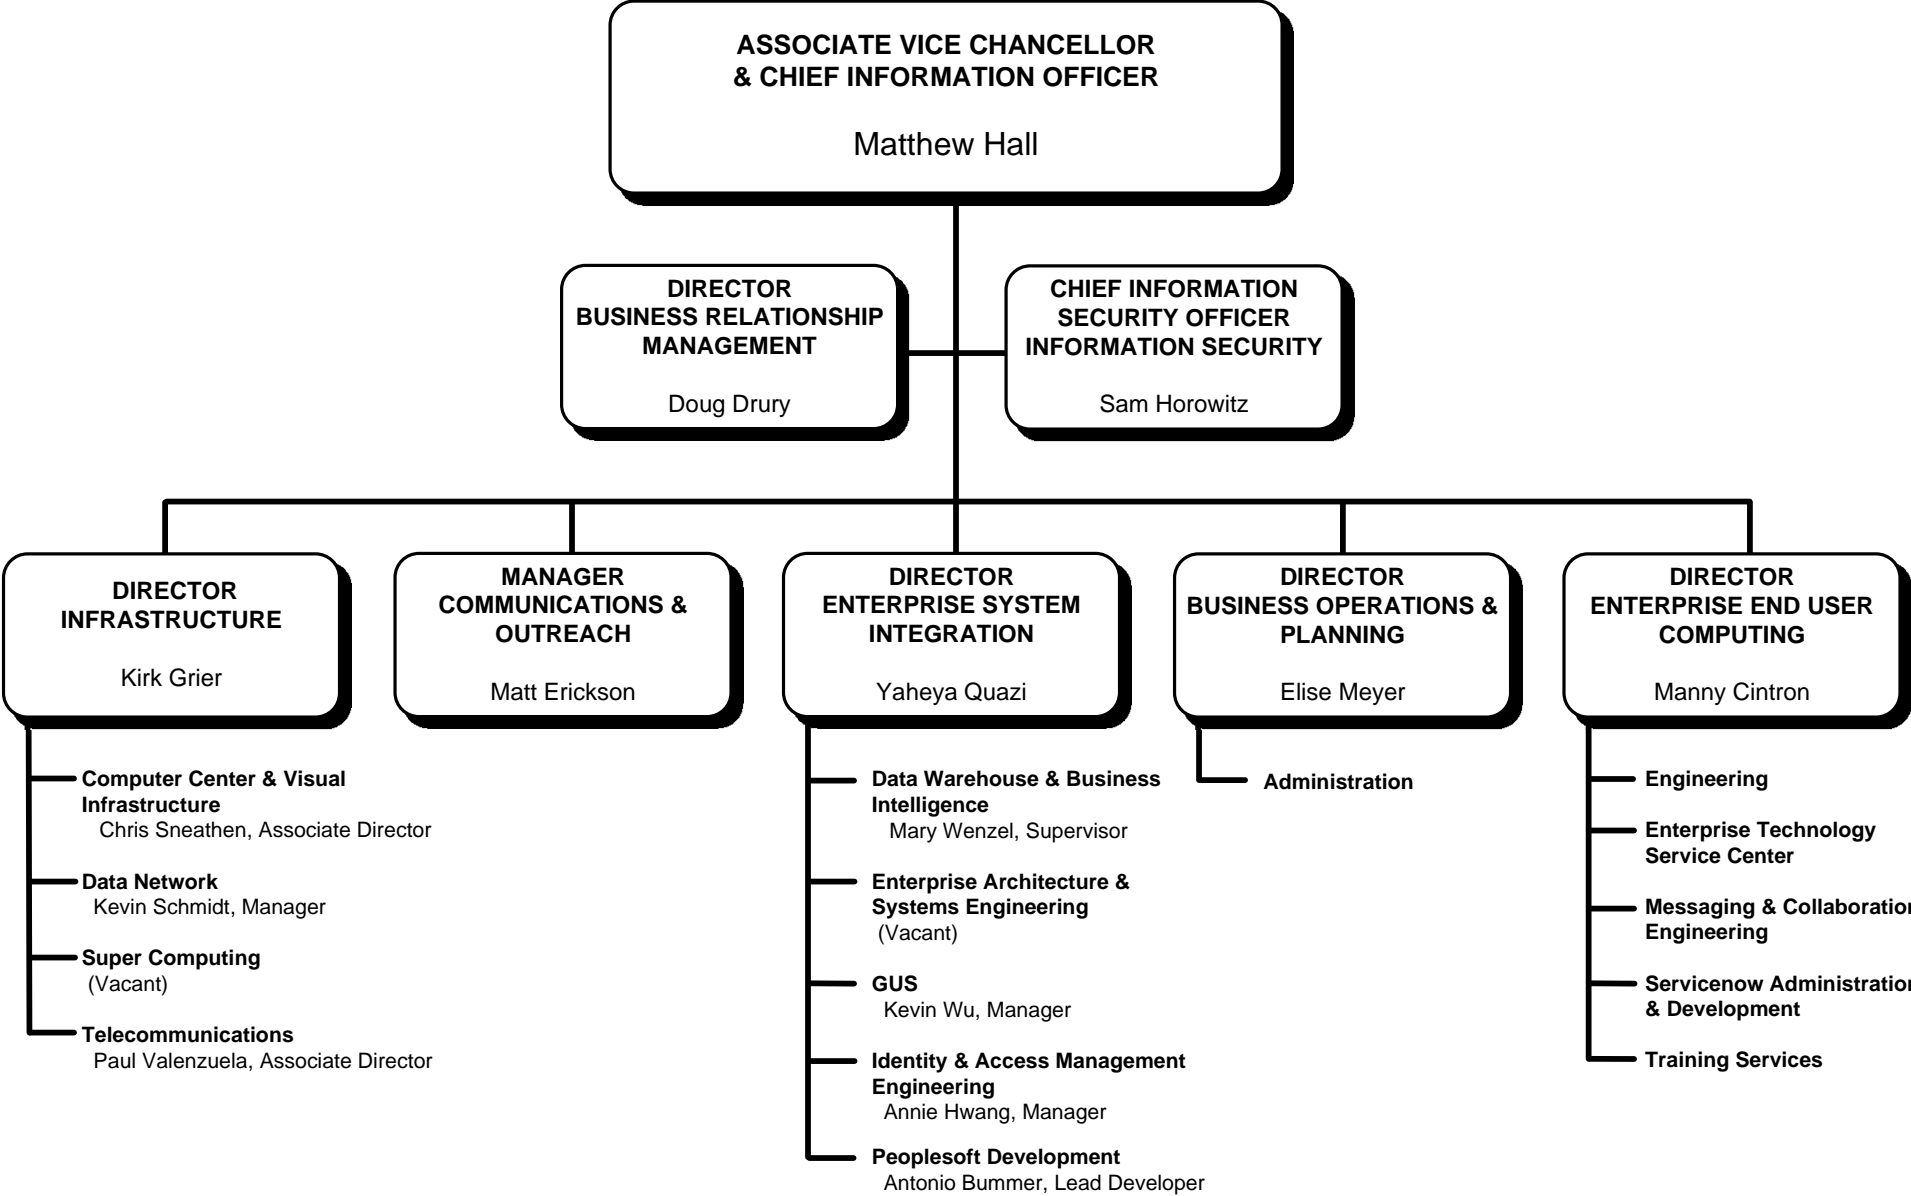 ASSOCIATE VICE CHANCELLOR
& CHIEF INFORMATION OFFICER
Matthew Hall
DIRECTOR
BUSINESS RELATIONSHIP
MANAGEMENT
Doug Drury
CHIEF INFORMATION
SECURITY OFFICER
INFORMATION SECURITY
Sam Horowitz
DIRECTOR
INFRASTRUCTURE
Kirk Grier
MANAGER
COMMUNICATIONS &
OUTREACH
Matt Erickson
DIRECTOR
ENTERPRISE SYSTEM
INTEGRATION
Yaheya Quazi
DIRECTOR
BUSINESS OPERATIONS &
PLANNING
Elise Meyer
DIRECTOR
ENTERPRISE END USER
COMPUTING
Manny Cintron
Computer Center & Visual
Infrastructure
Chris Sneathen, Associate Director
Data Network
Kevin Schmidt, Manager
Super Computing
(Vacant)
Telecommunications
Paul Valenzuela, Associate Director
Data Warehouse & Business
Intelligence
Mary Wenzel, Supervisor
Enterprise Architecture &
Systems Engineering
(Vacant)
GUS
Kevin Wu, Manager
Identity & Access Management
Engineering
Annie Hwang, Manager
Peoplesoft Development
Antonio Bummer, Lead Developer
Administration
Engineering
Enterprise Technology
Service Center
Messaging & Collaboration
Engineering
Servicenow Administration
& Development
Training Services